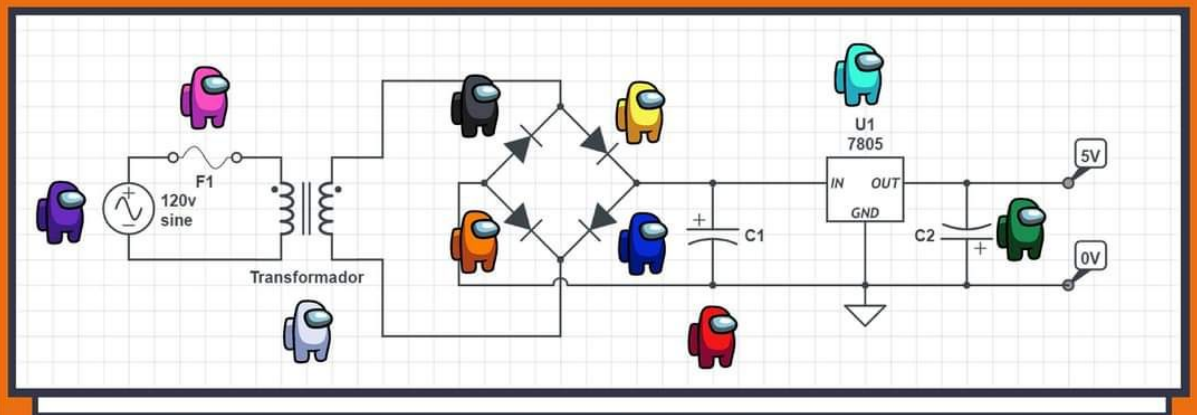 F1
120v
sine
Transformador
+
C1
U1
7805
IN OUT
GND
C2
+
5V
0V